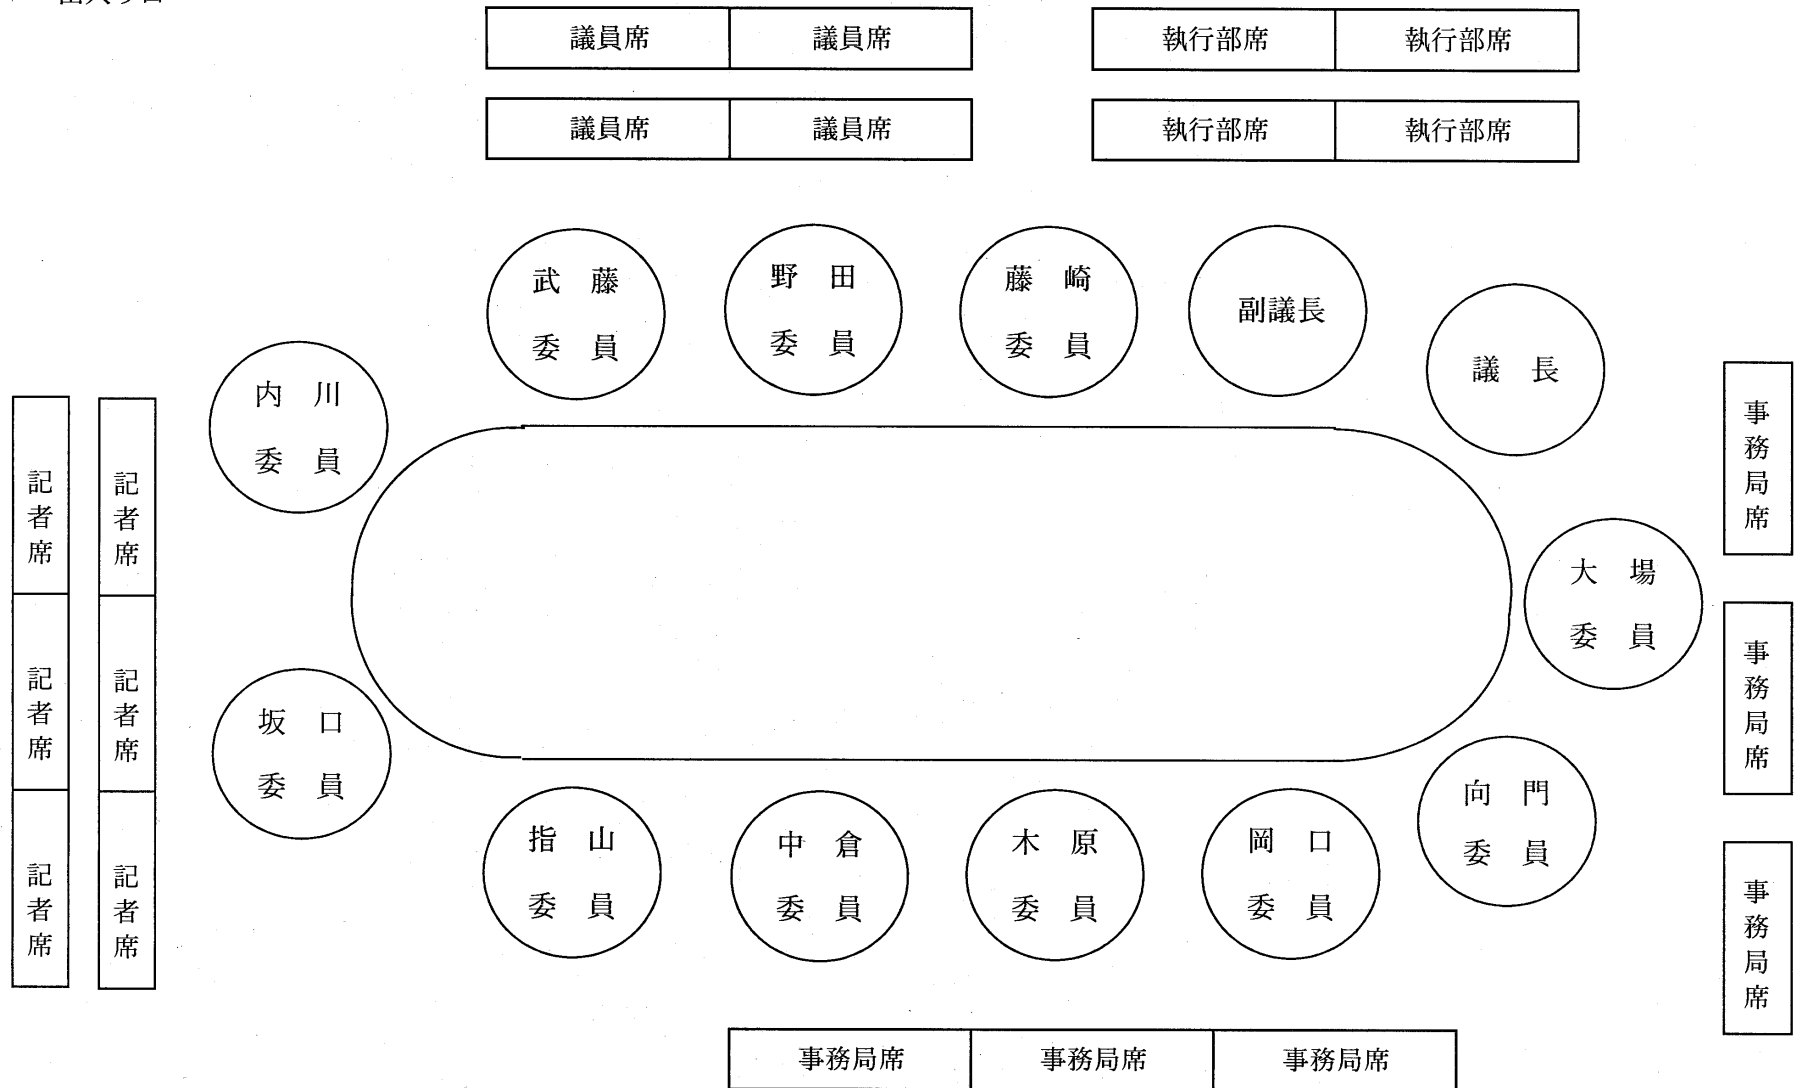 議員席 議員席 執行部席 執行部席
議員席 議員席 執行部席 執行部席
武藤
委員
野田
委員
藤崎
委員
副議長
議長
内川
委員
大場
委員
坂口
委員
向門
委員
指山
委員
中倉
委員
木原
委員
岡口
委員
記者席
記者席
記者席
記者席
記者席
記者席
事務局席
事務局席
事務局席
事務局席 事務局席 事務局席